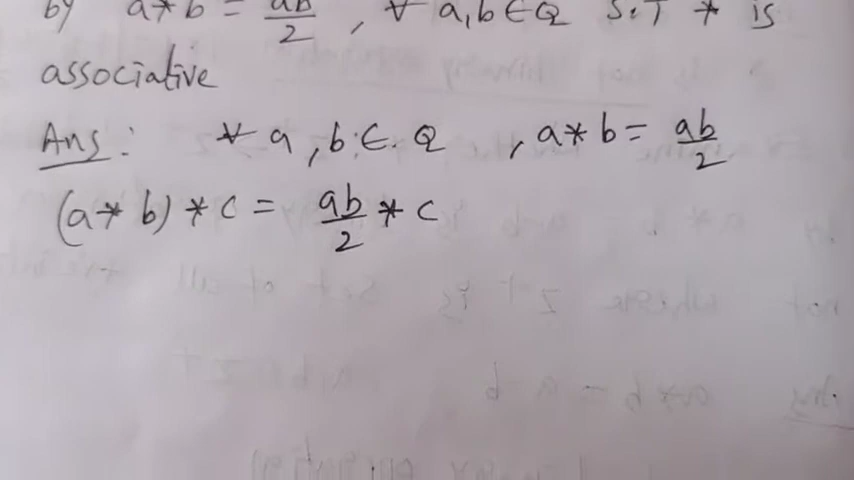 by a * b = ab/2 , ∀ a,b ∈ Q S.T * is
associative
Ans: ∀ a , b ∈ Q , a * b = ab/2
(a * b) * c = ab/2 * c